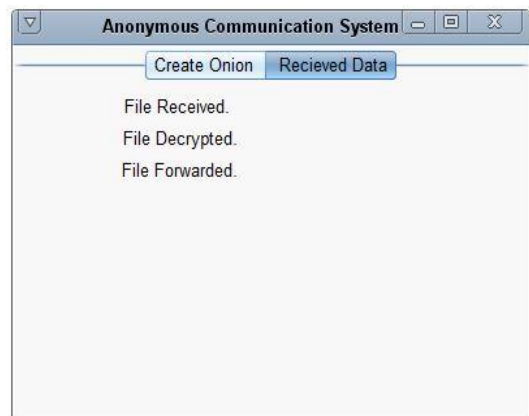 Anonymous Communication System
Create Onion Recieved Data
File Received.
File Decrypted.
File Forwarded.